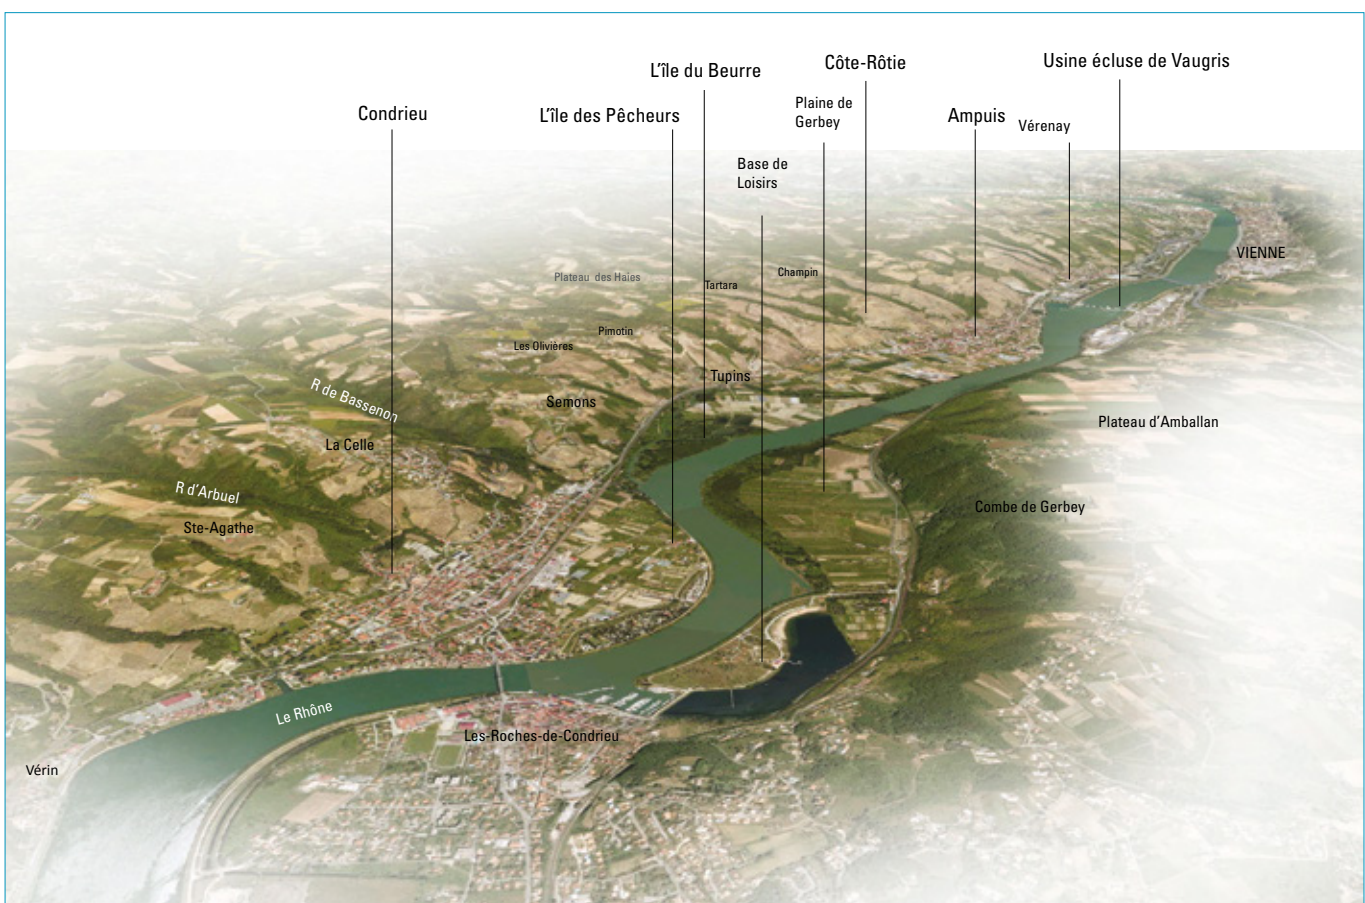 Usine écluse de Vaugris
Côte-Rôtie
L'île du Beurre
Plaine de
Gerbey
Condrieu
L'île des Pêcheurs
Ampuis
Vérenay
Base de
Loisirs
VIENNE
Plateau des Haies
Champin
Tartara
Pimotin
Les Olivières
Tupins
R de Bassenon
Semons
Plateau d'Amballan
La Celle
R d'Arbuel
Combe de Gerbey
Ste-Agathe
Le Rhône
Les-Roches-de-Condrieu
Vérin